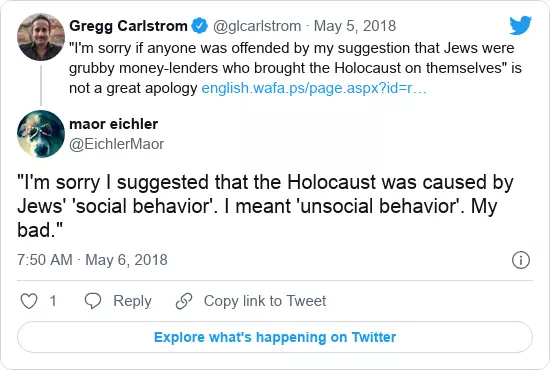 Gregg Carlstrom @glcarlstrom · May 5, 2018
"I'm sorry if anyone was offended by my suggestion that Jews were
grubby money-lenders who brought the Holocaust on themselves" is
not a great apology english.wafa.ps/page.aspx?id=r…
maor eichler
@EichlerMaor
"I'm sorry I suggested that the Holocaust was caused by
Jews' 'social behavior'. I meant 'unsocial behavior'. My
bad."
7:50 AM · May 6, 2018
1 Reply Copy link to Tweet
Explore what's happening on Twitter